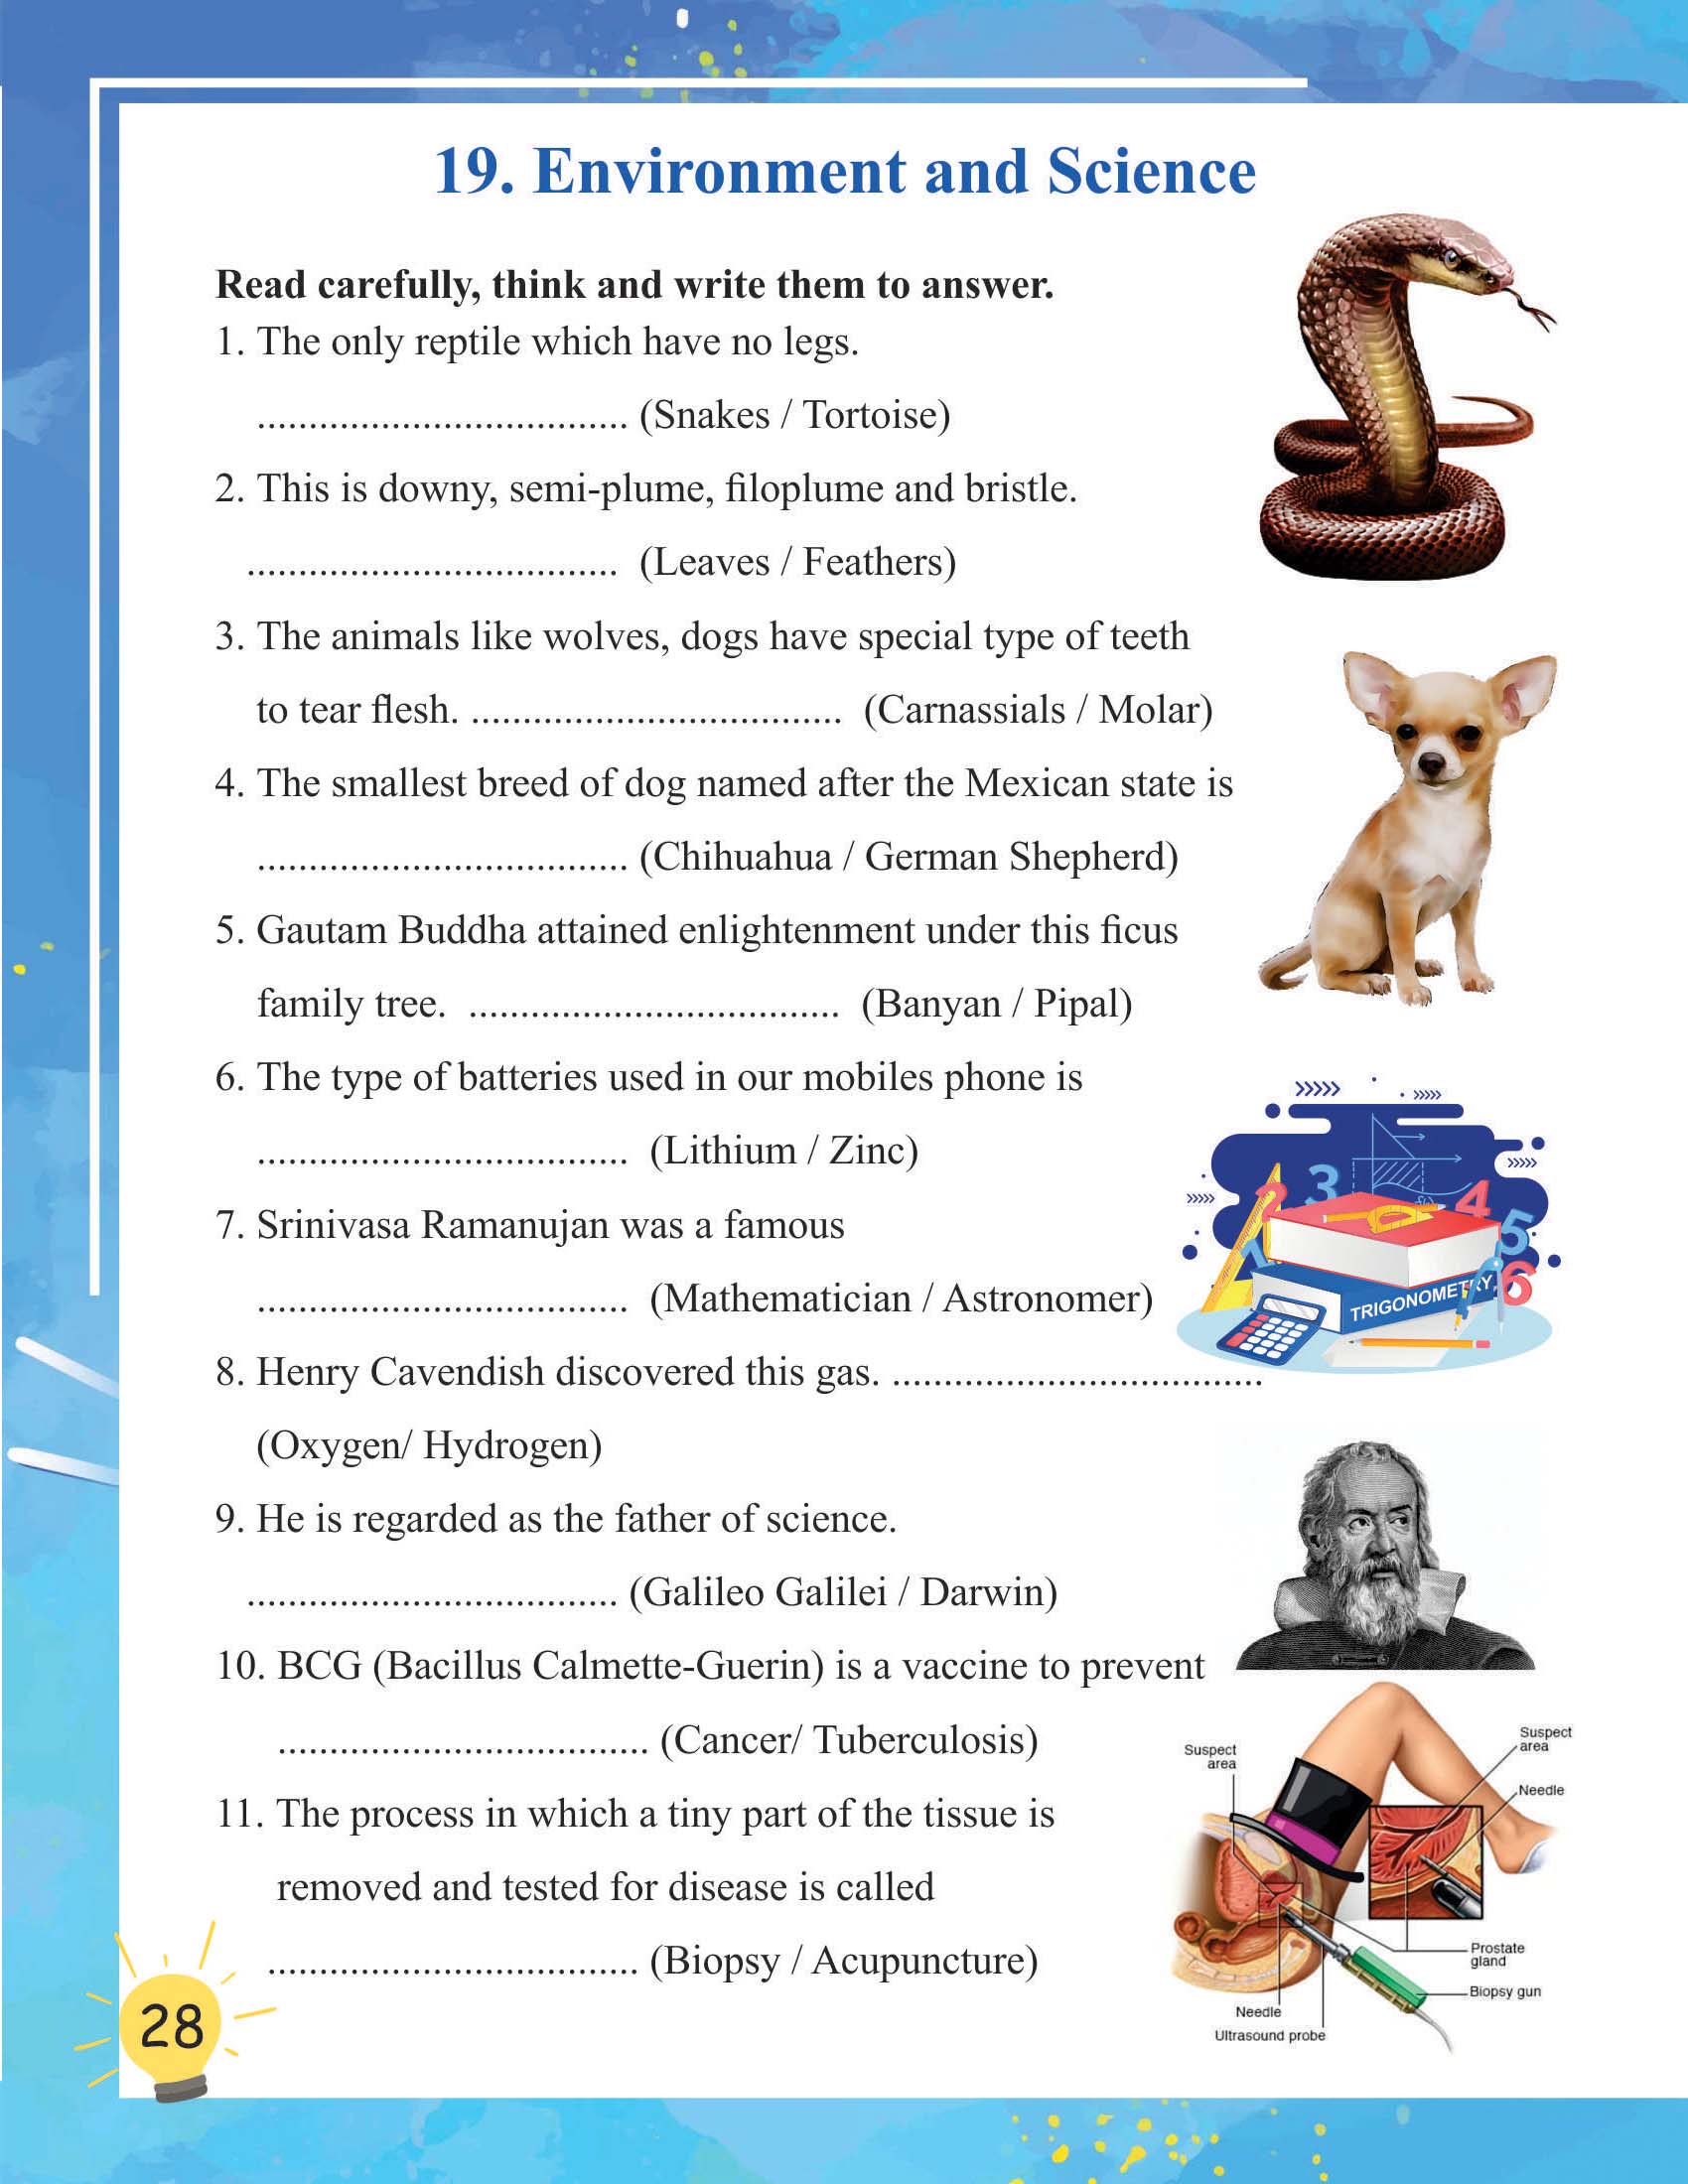 19. Environment and Science
Read carefully, think and write them to answer.
1. The only reptile which have no legs.
.................................... (Snakes / Tortoise)
2. This is downy, semi-plume, filoplume and bristle.
.................................... (Leaves / Feathers)
3. The animals like wolves, dogs have special type of teeth
to tear flesh. .................................... (Carnassials / Molar)
4. The smallest breed of dog named after the Mexican state is
.................................... (Chihuahua / German Shepherd)
5. Gautam Buddha attained enlightenment under this ficus
family tree. .................................... (Banyan / Pipal)
6. The type of batteries used in our mobiles phone is
.................................... (Lithium / Zinc)
7. Srinivasa Ramanujan was a famous
.................................... (Mathematician / Astronomer)
8. Henry Cavendish discovered this gas. ....................................
(Oxygen/ Hydrogen)
9. He is regarded as the father of science.
.................................... (Galileo Galilei / Darwin)
10. BCG (Bacillus Calmette-Guerin) is a vaccine to prevent
.................................... (Cancer/ Tuberculosis)
11. The process in which a tiny part of the tissue is
removed and tested for disease is called
.................................... (Biopsy / Acupuncture)
1 2 3 4 5 6
TRIGONOMETRY
Suspect
area
Suspect
area
Needle
Prostate
gland
Biopsy gun
Needle
Ultrasound probe
28